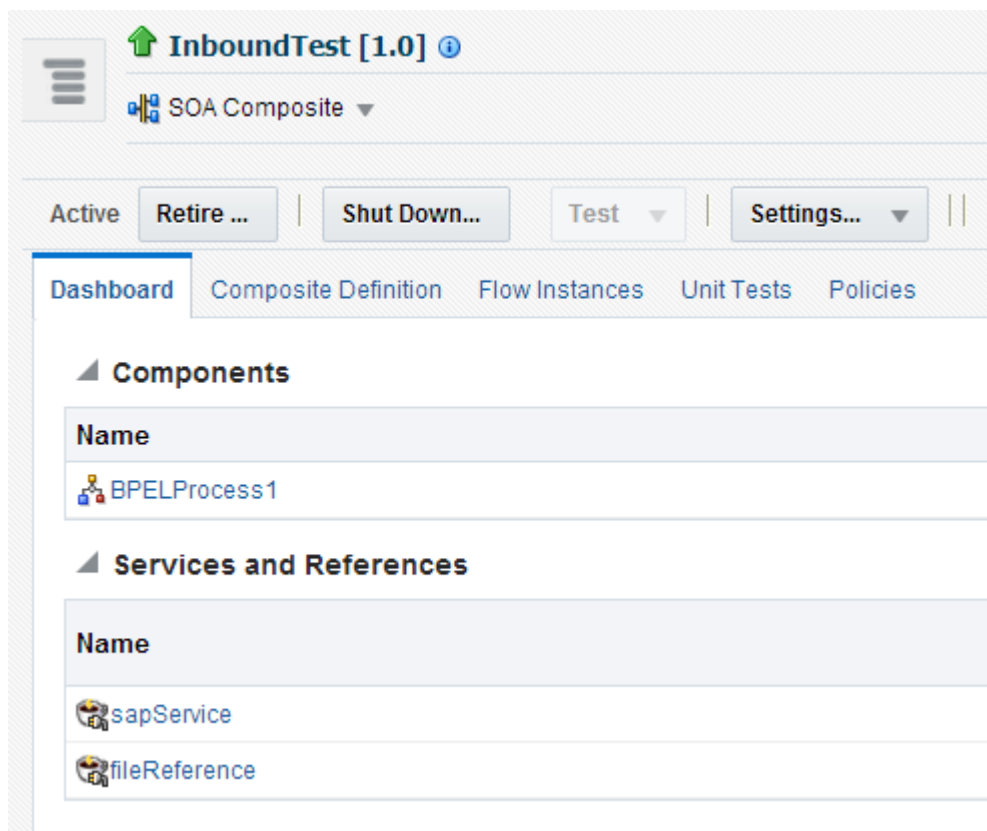 InboundTest [1.0]
SOA Composite
Active Retire ... Shut Down... Test Settings...
Dashboard Composite Definition Flow Instances Unit Tests Policies
Components
Name
BPELProcess1
Services and References
Name
sapService
fileReference